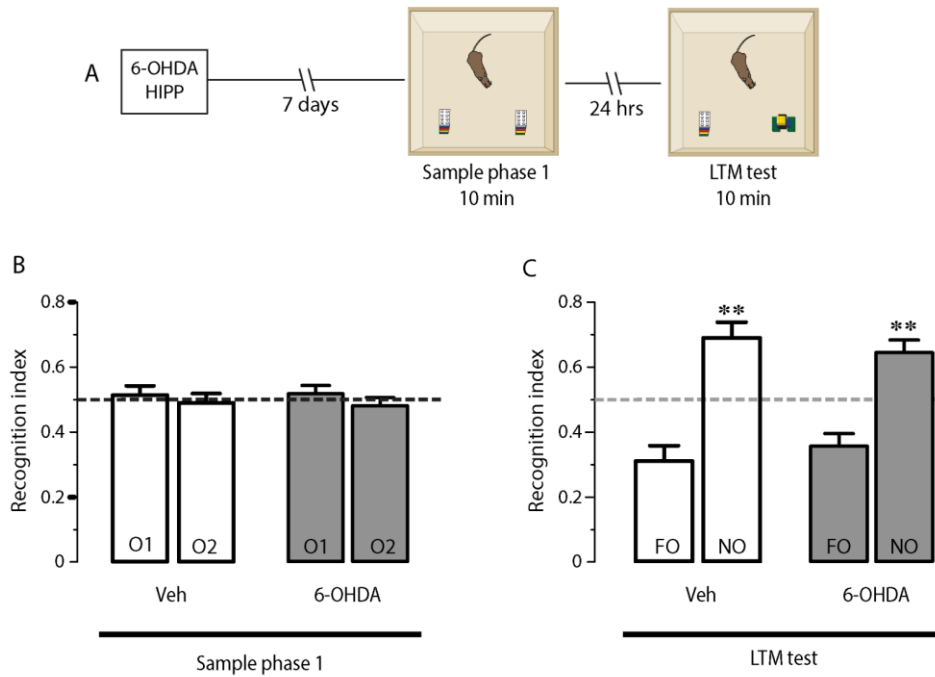 A
6-OHDA
HIPP
7 days
24 hrs
Sample phase 1
10 min
LTM test
10 min
B
Recognition index
0.8
0.6
0.4
0.2
0
O1 O2 O1 O2
Veh 6-OHDA
Sample phase 1
C
Recognition index
0.8
0.6
0.4
0.2
0
** **
FO NO FO NO
Veh 6-OHDA
LTM test